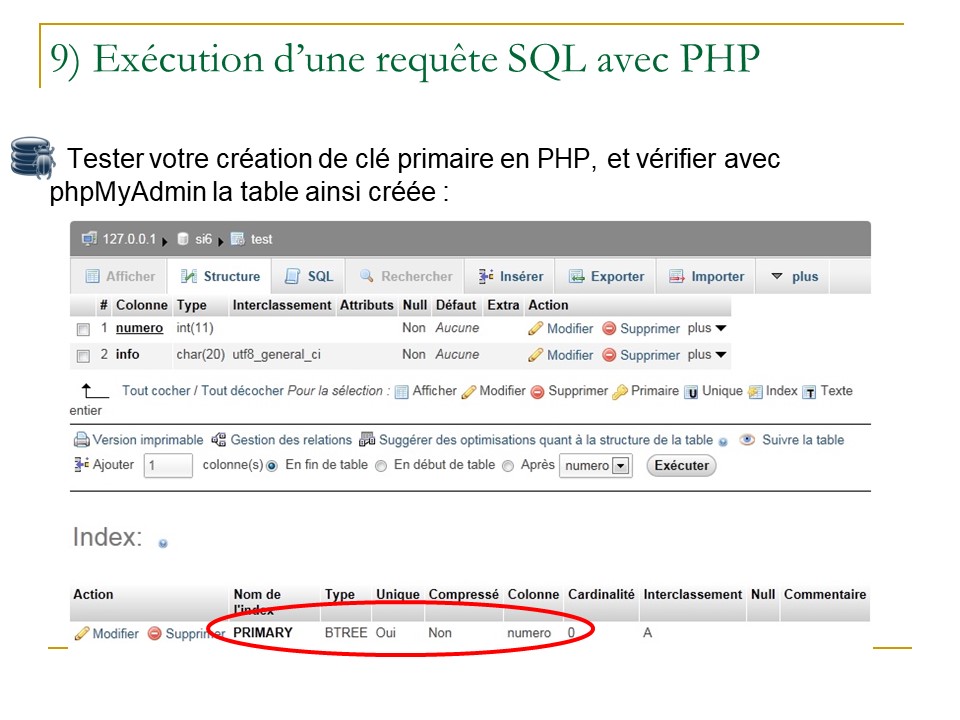 9) Exécution d’une requête SQL avec PHP
Tester votre création de clé primaire en PHP, et vérifier avec
phpMyAdmin la table ainsi créée :
127.0.0.1 si6 test
Afficher Structure SQL Rechercher Insérer Exporter Importer plus
# Colonne Type Interclassement Attributs Null Défaut Extra Action
1 numero int(11) Non Aucune Modifier Supprimer plus
2 info char(20) utf8_general_ci Non Aucune Modifier Supprimer plus
Tout cocher / Tout décocher Pour la sélection : Afficher Modifier Supprimer Primaire U Unique Index T Texte
entier
Version imprimable Gestion des relations Suggérer des optimisations quant à la structure de la table Suivre la table
Ajouter 1 colonne(s) En fin de table En début de table Après numero Exécuter
Index:
Action Nom de l'index Type Unique Compressé Colonne Cardinalité Interclassement Null Commentaire
Modifier Supprimer PRIMARY BTREE Oui Non numero 0 A